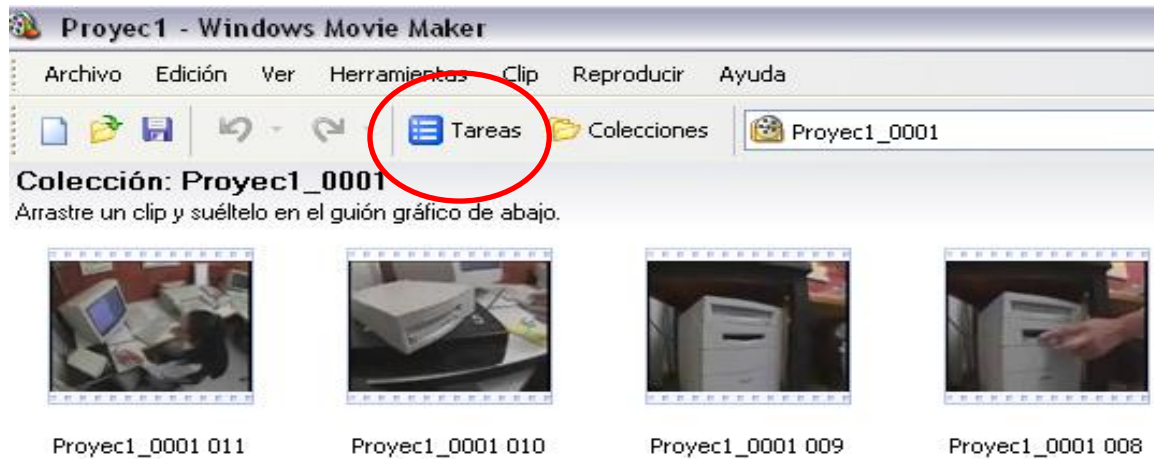 Proyec1 - Windows Movie Maker
Archivo Edición Ver Herramientas Clip Reproducir Ayuda
Tareas Colecciones Proyec1_0001
Colección: Proyec1_0001
Arrastre un clip y suéltelo en el guión gráfico de abajo.
Proyec1_0001 011 Proyec1_0001 010 Proyec1_0001 009 Proyec1_0001 008